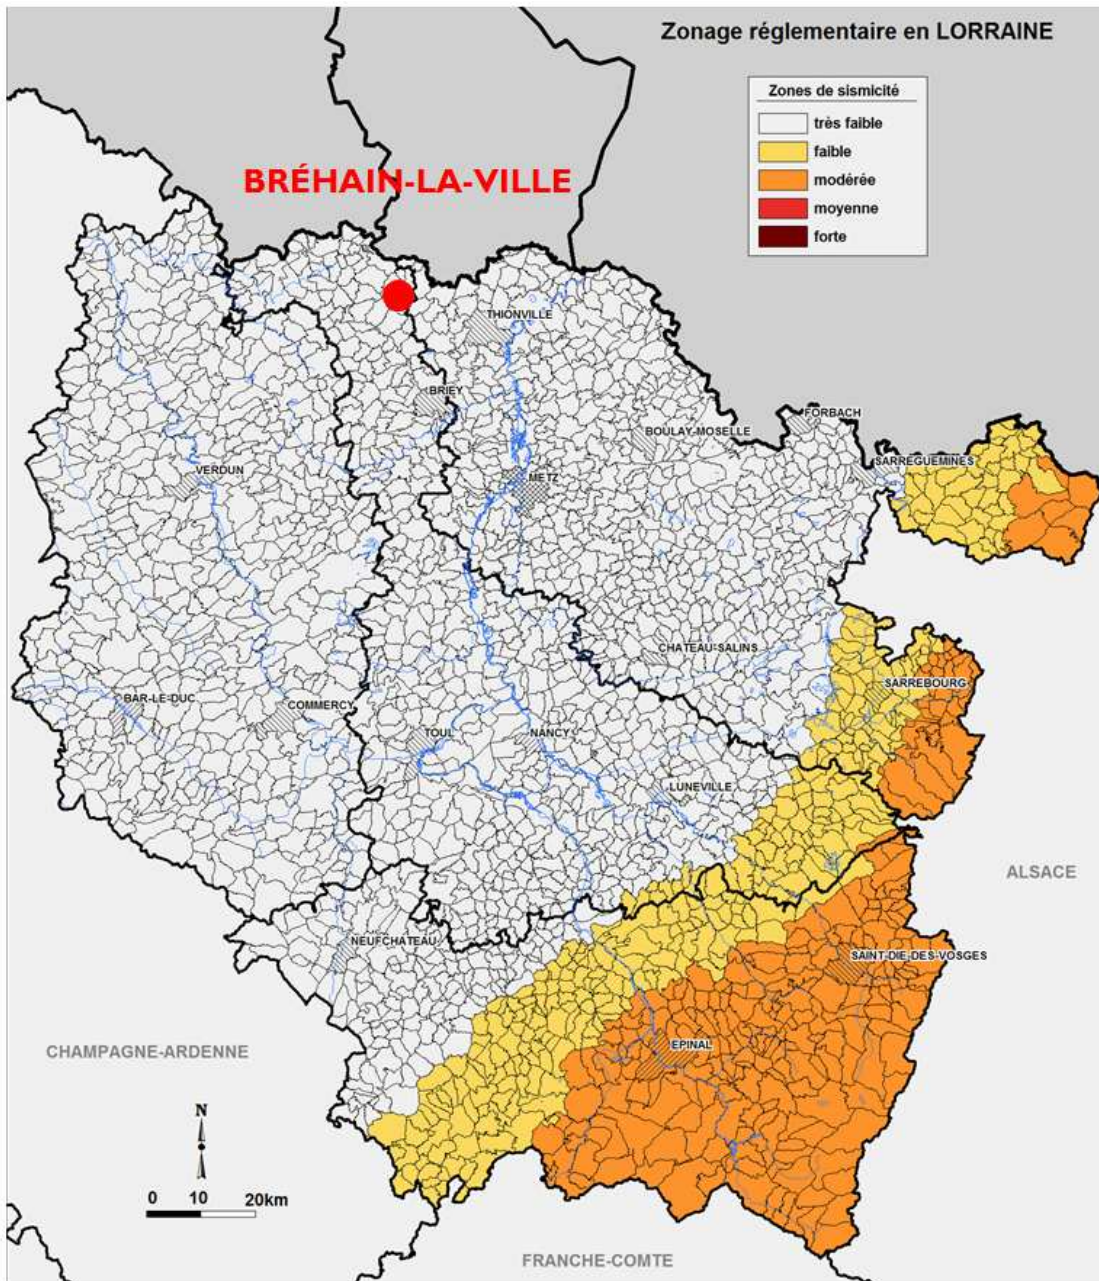 Zonage réglementaire en LORRAINE
Zones de sismicité
très faible
faible
modérée
moyenne
forte
BRÉHAIN-LA-VILLE
THIONVILLE
BRIEY
FORBACH
BOULAY-MOSELLE
SARREGUEMINES
VERDUN
METZ
CHATEAU-SALINS
SARREBOURG
BAR-LE-DUC
COMMERCY
TOUL
NANCY
LUNEVILLE
ALSACE
NEUFCHATEAU
SAINT-DIE-DES-VOSGES
EPINAL
CHAMPAGNE-ARDENNE
N
0 10 20km
FRANCHE-COMTE